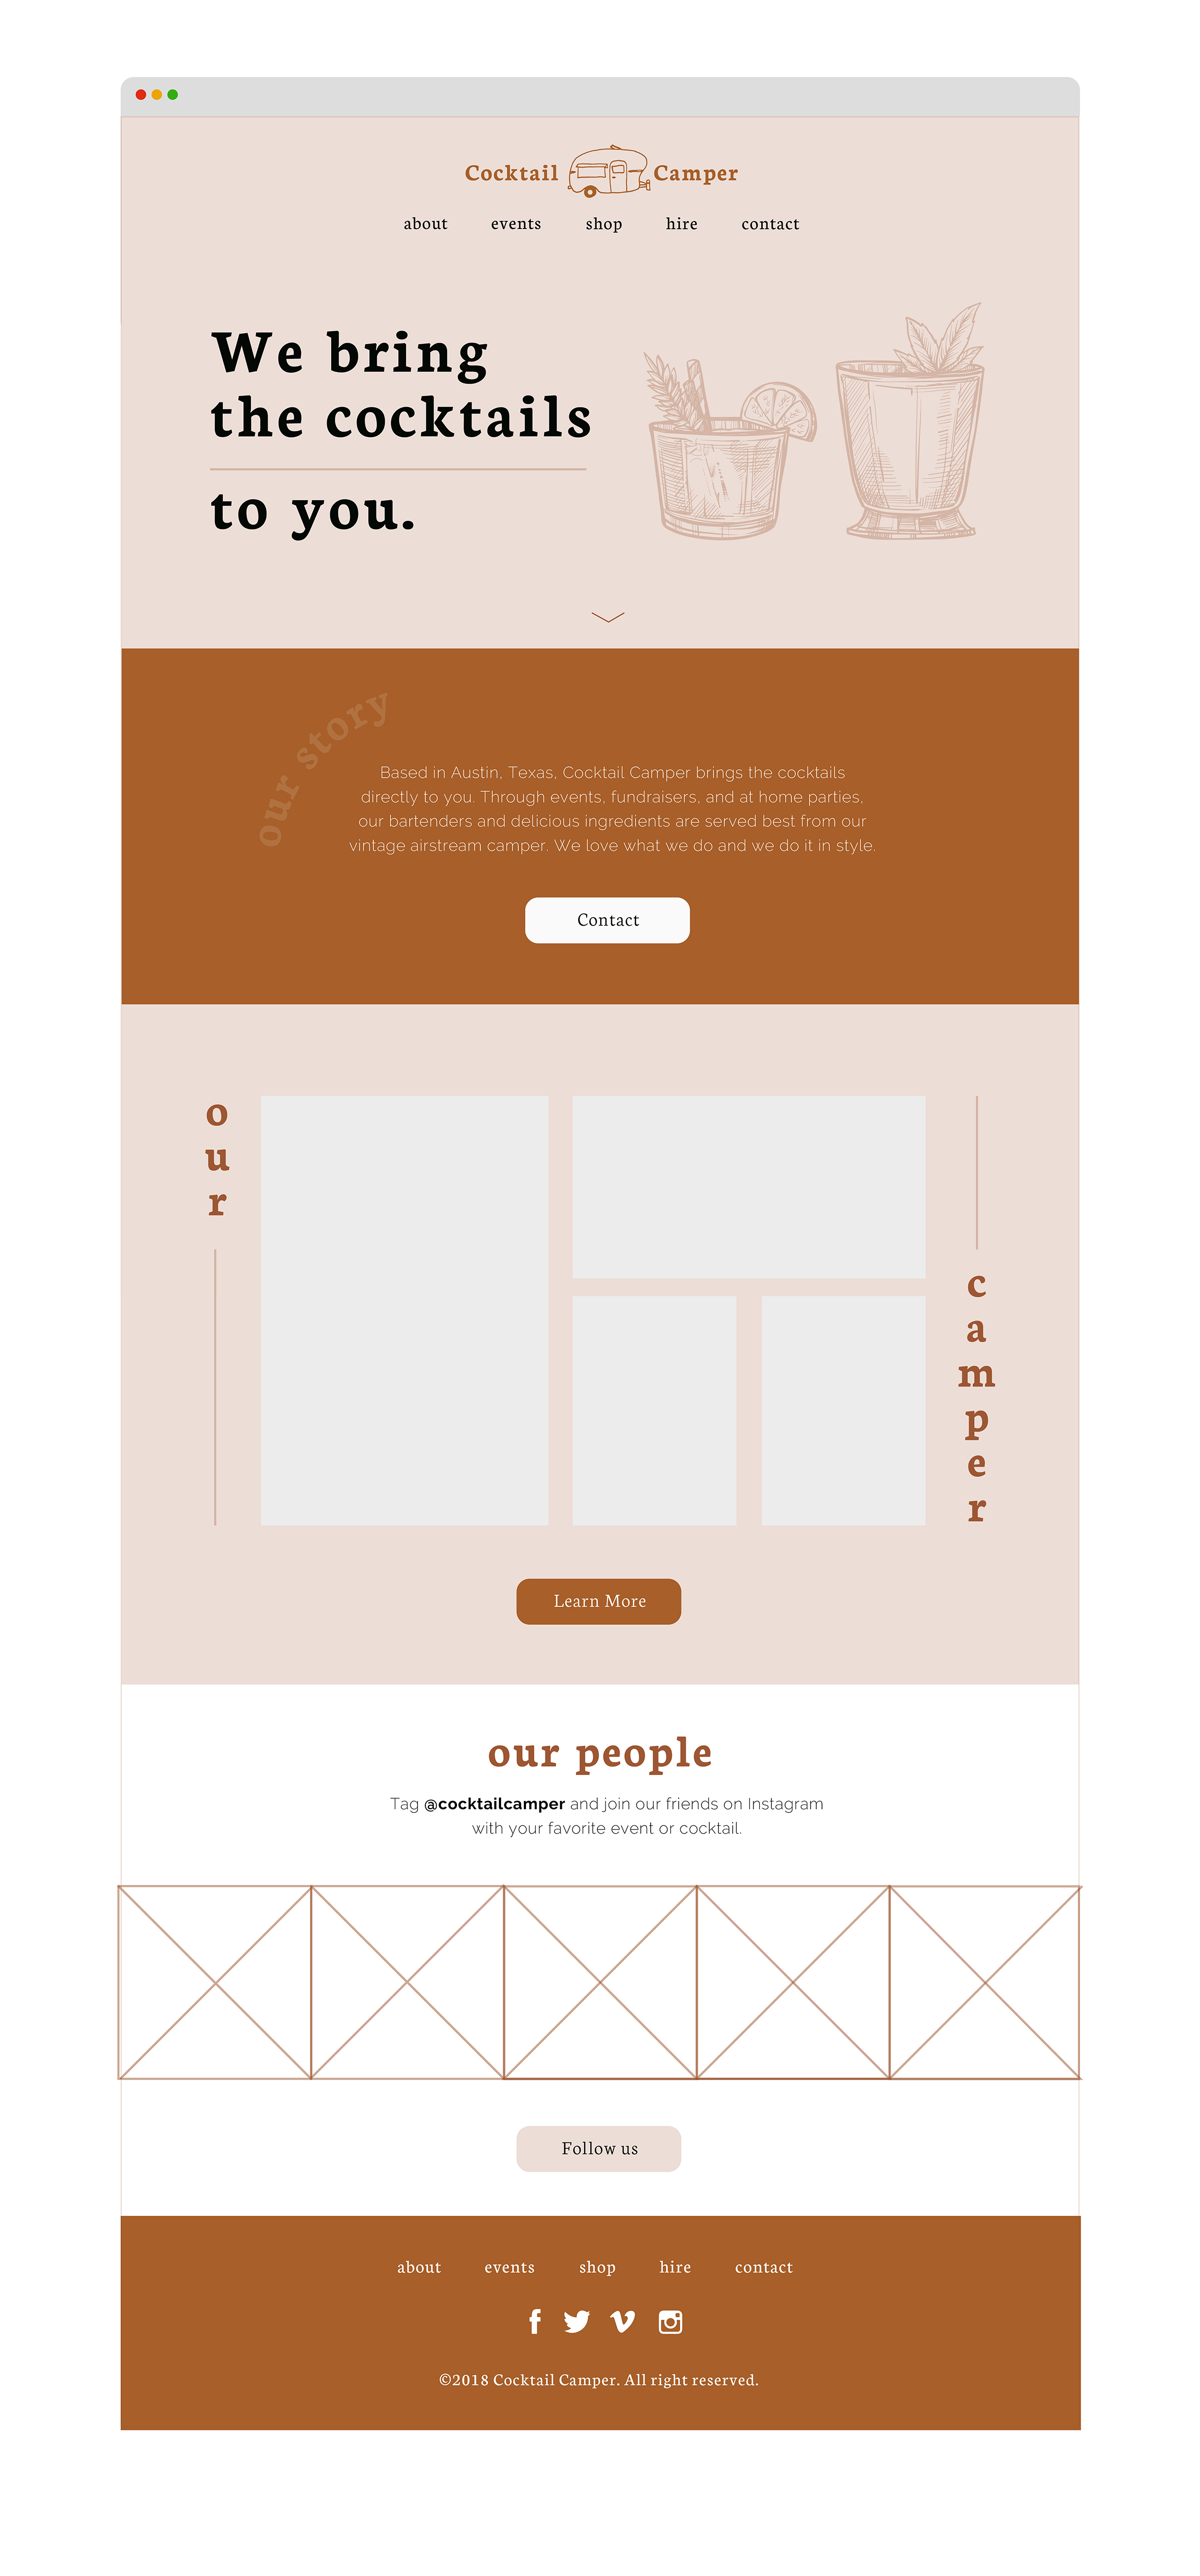 Cocktail Camper
about events shop hire contact
We bring
the cocktails
to you.
our story
Based in Austin, Texas, Cocktail Camper brings the cocktails
directly to you. Through events, fundraisers, and at home parties,
our bartenders and delicious ingredients are served best from our
vintage airstream camper. We love what we do and we do it in style.
Contact
our
camper
Learn More
our people
Tag @cocktailcamper and join our friends on Instagram
with your favorite event or cocktail.
Follow us
about events shop hire contact
©2018 Cocktail Camper. All right reserved.